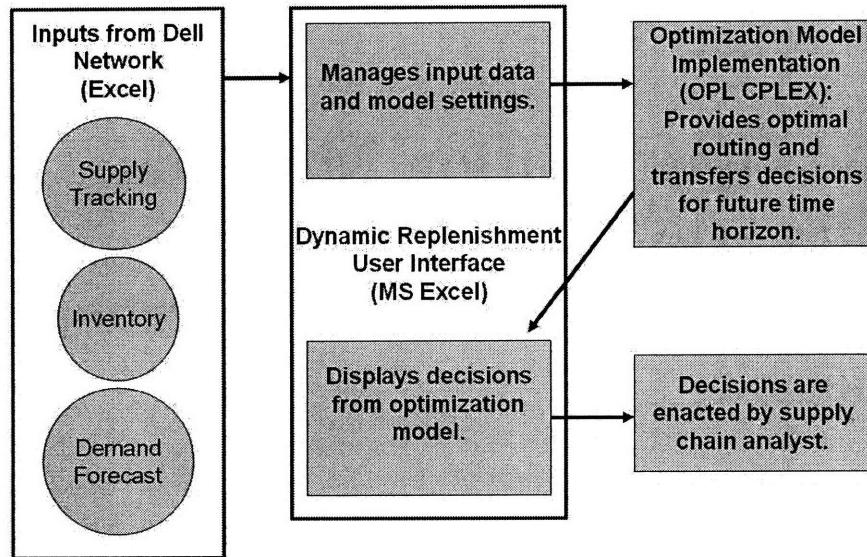 Inputs from Dell
Network
(Excel)
Supply
Tracking
Inventory
Demand
Forecast
Manages input data
and model settings.
Dynamic Replenishment
User Interface
(MS Excel)
Displays decisions
from optimization
model.
Optimization Model
Implementation
(OPL CPLEX):
Provides optimal
routing and
transfers decisions
for future time
horizon.
Decisions are
enacted by supply
chain analyst.